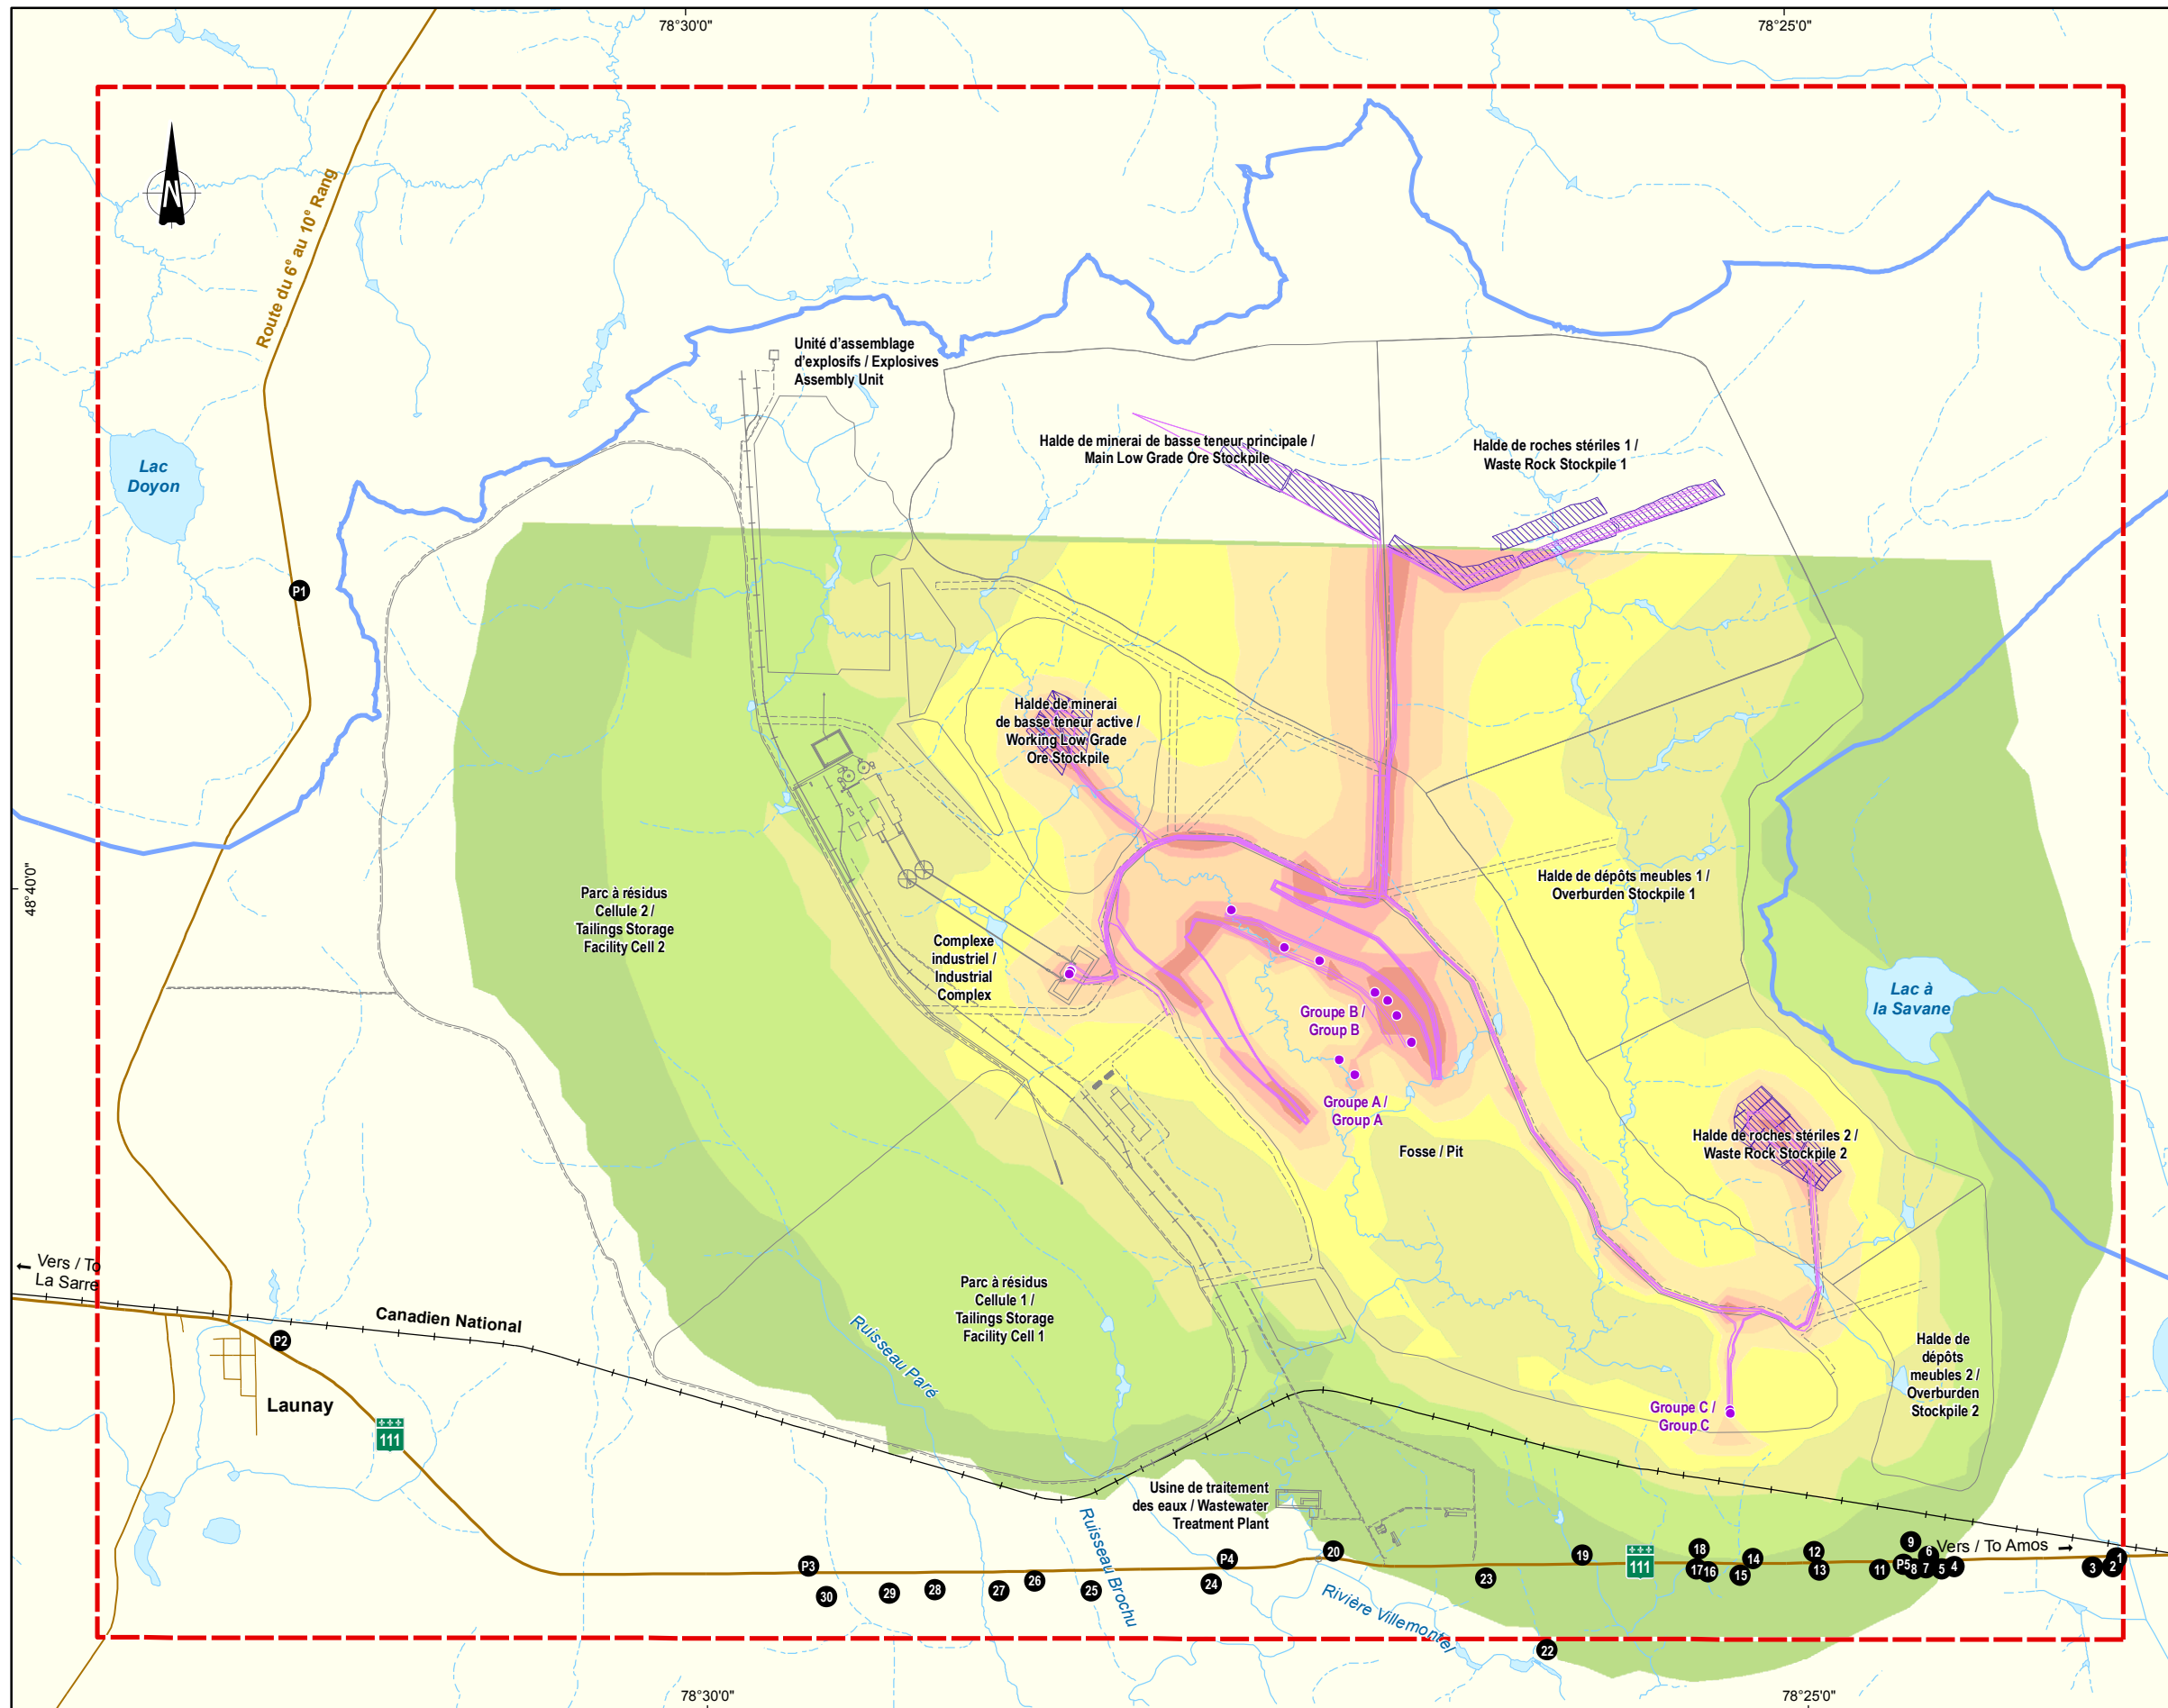 78°30'0"
78°25'0"
N
Route du 6e au 10e Rang
Unité d'assemblage
d'explosifs / Explosives
Assembly Unit
Halde de minerai de basse teneur principale /
Main Low Grade Ore Stockpile
Halde de roches stériles 1 /
Waste Rock Stockpile 1
Lac
Doyon
P1
Halde de minerai
de basse teneur active /
Working Low Grade
Ore Stockpile
48°40'0"
Parc à résidus
Cellule 2 /
Tailings Storage
Facility Cell 2
Halde de dépôts meubles 1 /
Overburden Stockpile 1
Complexe
industriel /
Industrial
Complex
Lac à
la Savane
Groupe B /
Group B
Groupe A /
Group A
Fosse / Pit
Halde de roches stériles 2 /
Waste Rock Stockpile 2
Vers / To
La Sarre
Canadien National
Parc à résidus
Cellule 1 /
Tailings Storage
Facility Cell 1
Ruisseau Paré
P2
Launay
111
Halde de
dépôts
meubles 2 /
Overburden
Stockpile 2
Groupe C /
Group C
Usine de traitement
des eaux / Wastewater
Treatment Plant
Ruisseau Brochu
Rivière Villemontel
Vers / To Amos
P3
30
29
28
27
26
25
P4
24
20
23
22
19
111
18
17
16
14
15
12
13
11
P5
9
8
6
7
5
4
3
2
1
78°30'0"
78°25'0"